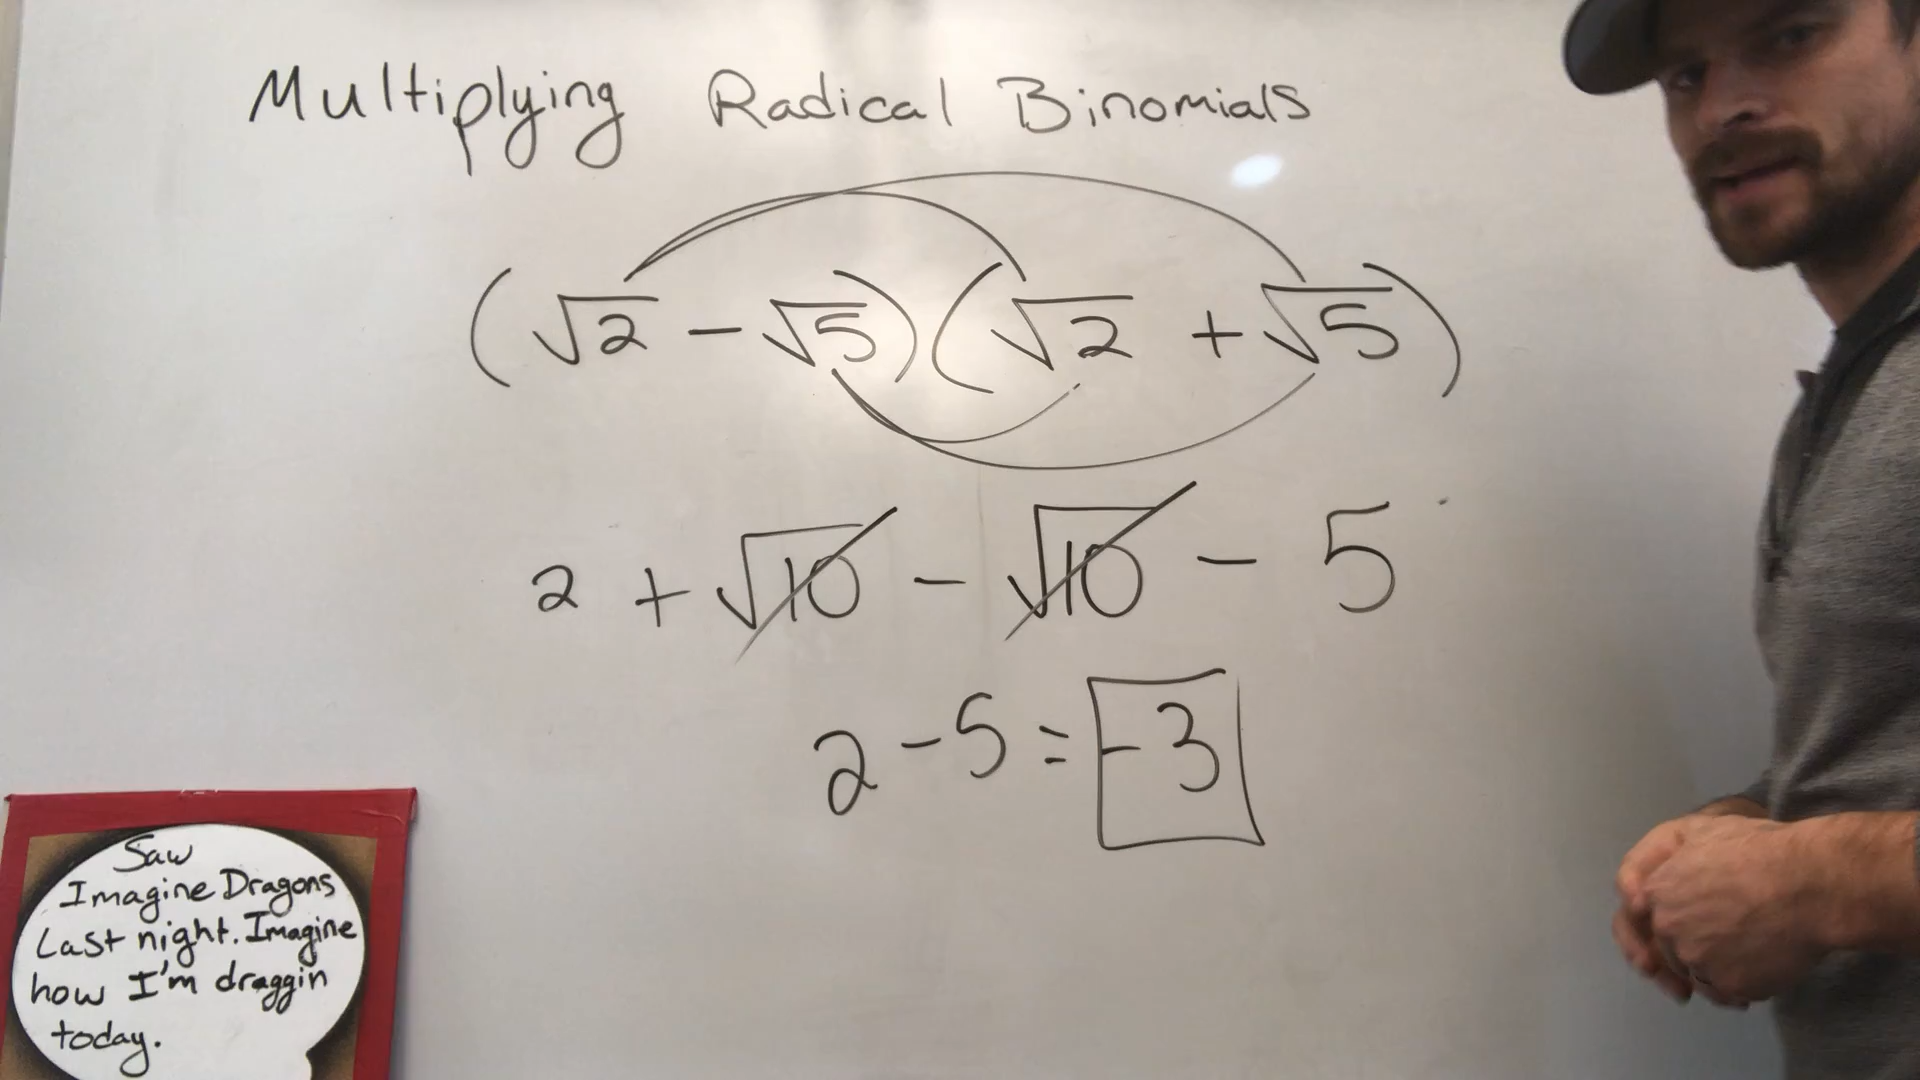 Multiplying Radical Binomials
(√2 - √5)(√2 + √5)
2 + √10 - √10 - 5
2 - 5 = -3
Saw
Imagine Dragons
Last night. Imagine
how I'm draggin
today.